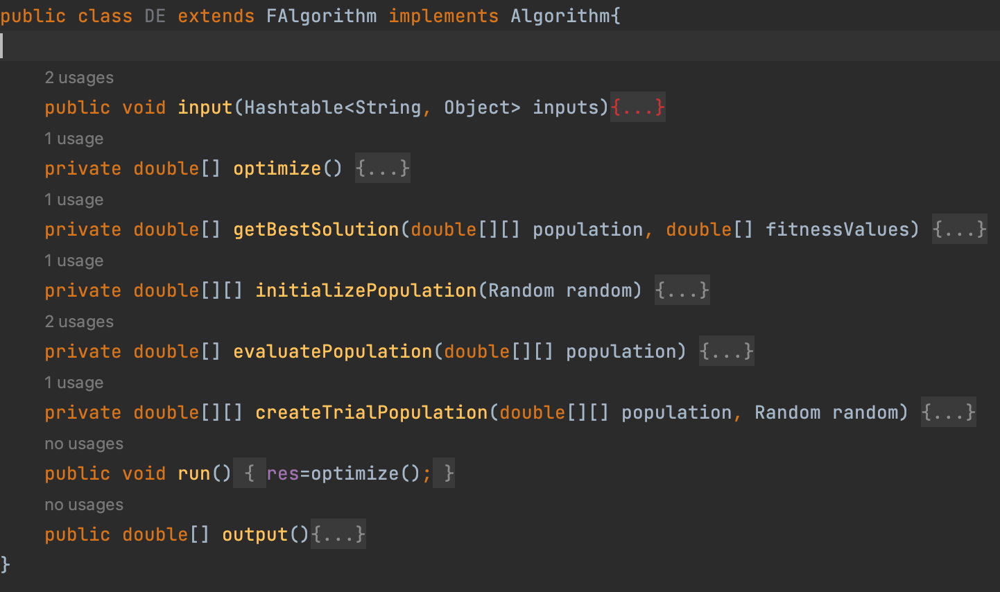 public class DE extends FAlgorithm implements Algorithm{
2 usages
public void input(Hashtable<String, Object> inputs){...}
1 usage
private double[] optimize() {...}
1 usage
private double[] getBestSolution(double[][] population, double[] fitnessValues) {...}
1 usage
private double[][] initializePopulation(Random random) {...}
2 usages
private double[] evaluatePopulation(double[][] population) {...}
1 usage
private double[][] createTrialPopulation(double[][] population, Random random) {...}
no usages
public void run() { res=optimize(); }
no usages
public double[] output(){...}
}